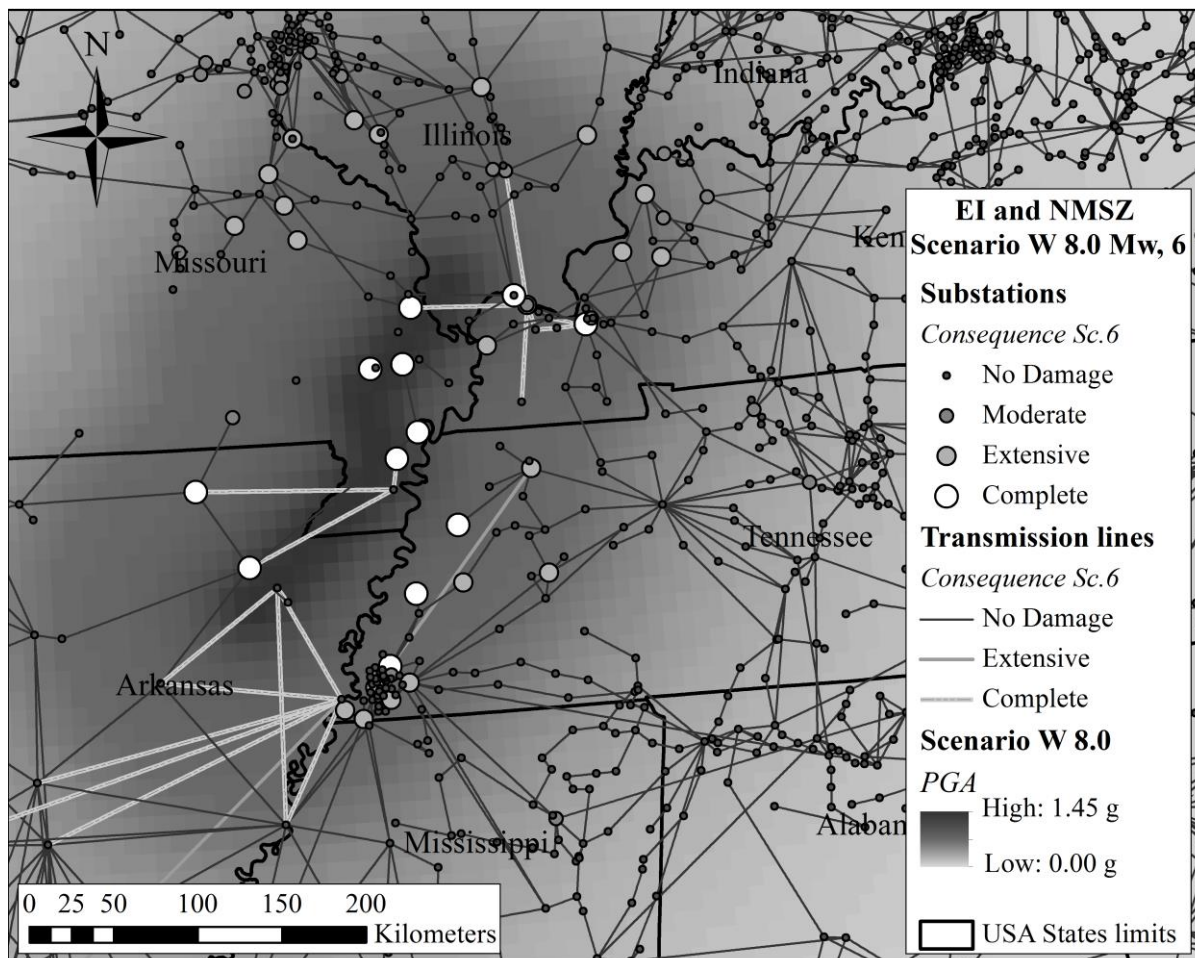 N
Indiana
Illinois
Missouri
Ken
Tennessee
Arkansas
Mississippi
Alaban
EI and NMSZ
Scenario W 8.0 Mw, 6
Substations
Consequence Sc.6
No Damage
Moderate
Extensive
Complete
Transmission lines
Consequence Sc.6
No Damage
Extensive
Complete
Scenario W 8.0
PGA
High: 1.45 g
Low: 0.00 g
USA States limits
0 25 50 100 150 200
Kilometers